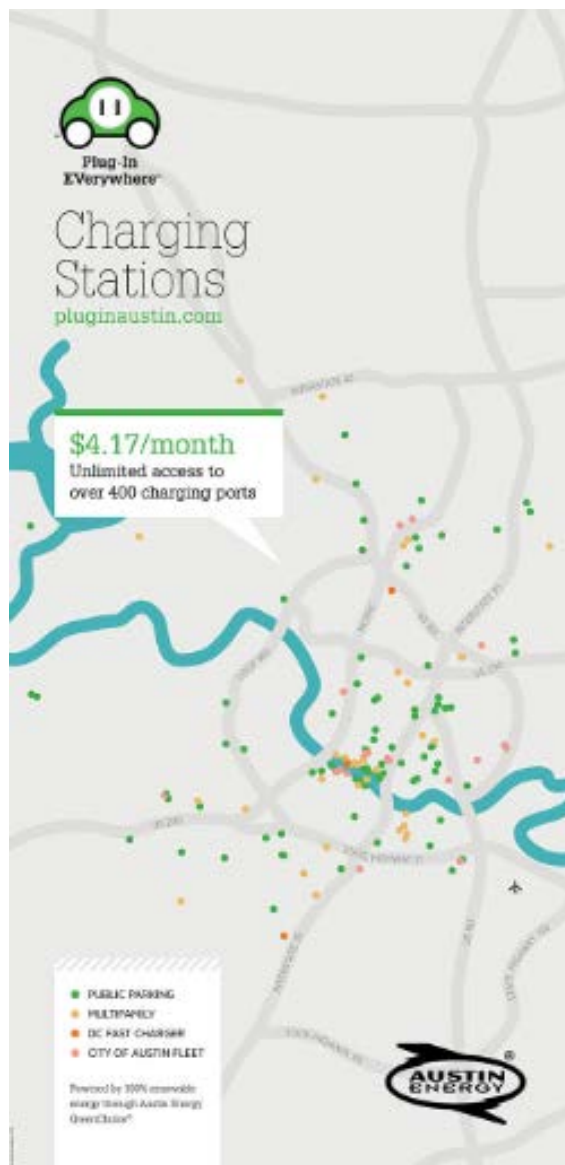 Plug-In
EVerywhere™
Charging
Stations
pluginaustin.com
$4.17/month
Unlimited access to
over 400 charging ports
PUBLIC PARKING
MULTIFAMILY
DC FAST CHARGER
CITY OF AUSTIN FLEET
Powered by 100% renewable
energy through Austin Energy
GreenChoice®
AUSTIN
ENERGY
®